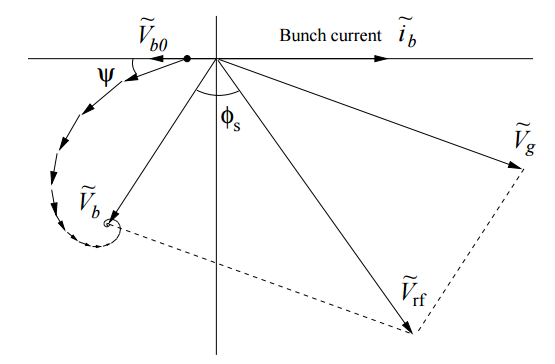 Ṽb0
Bunch current ĩb
ψ
ϕs
Ṽg
Ṽb
Ṽrf